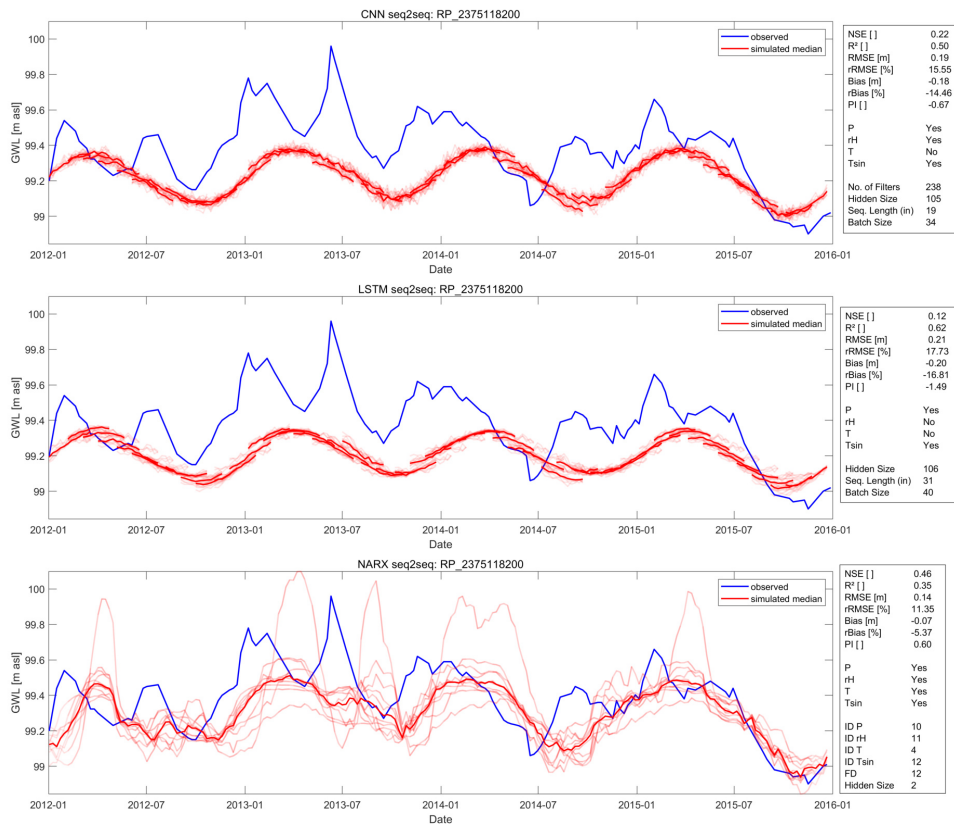 CNN seq2seq: RP_2375118200
100
99.8
99.6
99.4
99.2
99
GWL [m asl]
observed
simulated median
2012-01 2012-07 2013-01 2013-07 2014-01 2014-07 2015-01 2015-07 2016-01
Date
NSE [ ] 0.22
R² [ ] 0.50
RMSE [m] 0.19
rRMSE [%] 15.55
Bias [m] -0.18
rBias [%] -14.46
PI [ ] -0.67
P Yes
rH Yes
T No
Tsin Yes
No. of Filters 238
Hidden Size 105
Seq. Length (in) 19
Batch Size 34
LSTM seq2seq: RP_2375118200
100
99.8
99.6
99.4
99.2
99
GWL [m asl]
observed
simulated median
2012-01 2012-07 2013-01 2013-07 2014-01 2014-07 2015-01 2015-07 2016-01
Date
NSE [ ] 0.12
R² [ ] 0.62
RMSE [m] 0.21
rRMSE [%] 17.73
Bias [m] -0.20
rBias [%] -16.81
PI [ ] -1.49
P Yes
rH No
T No
Tsin Yes
Hidden Size 106
Seq. Length (in) 31
Batch Size 40
NARX seq2seq: RP_2375118200
100
99.8
99.6
99.4
99.2
99
GWL [m asl]
observed
simulated median
2012-01 2012-07 2013-01 2013-07 2014-01 2014-07 2015-01 2015-07 2016-01
Date
NSE [ ] 0.46
R² [ ] 0.35
RMSE [m] 0.14
rRMSE [%] 11.35
Bias [m] -0.07
rBias [%] -5.37
PI [ ] 0.60
P Yes
rH Yes
T Yes
Tsin Yes
ID P 10
ID rH 11
ID T 4
ID Tsin 12
FD 12
Hidden Size 2